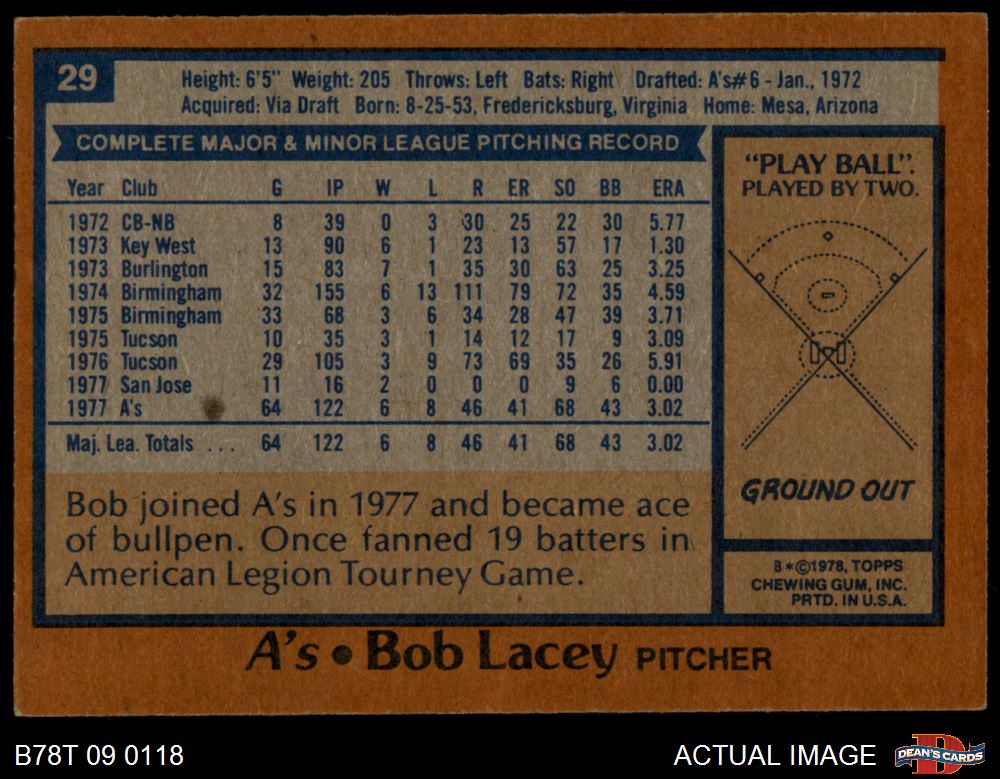 29
Height: 6'5" Weight: 205 Throws: Left Bats: Right Drafted: A's#6 - Jan., 1972
Acquired: Via Draft Born: 8-25-53, Fredericksburg, Virginia Home: Mesa, Arizona
COMPLETE MAJOR & MINOR LEAGUE PITCHING RECORD
Year Club G IP W L R ER SO BB ERA
1972 CB-NB 8 39 0 3 30 25 22 30 5.77
1973 Key West 13 90 6 1 23 13 57 17 1.30
1973 Burlington 15 83 7 1 35 30 63 25 3.25
1974 Birmingham 32 155 6 13 111 79 72 35 4.59
1975 Birmingham 33 68 3 6 34 28 47 39 3.71
1975 Tucson 10 35 3 1 14 12 17 9 3.09
1976 Tucson 29 105 3 9 73 69 35 26 5.91
1977 San Jose 11 16 2 0 0 0 9 6 0.00
1977 A's 64 122 6 8 46 41 68 43 3.02
Maj. Lea. Totals ... 64 122 6 8 46 41 68 43 3.02
Bob joined A's in 1977 and became ace
of bullpen. Once fanned 19 batters in
American Legion Tourney Game.
"PLAY BALL".
PLAYED BY TWO.
GROUND OUT
B*©1978, TOPPS
CHEWING GUM, INC.
PRTD. IN U.S.A.
A's • Bob Lacey PITCHER
B78T 09 0118
ACTUAL IMAGE
D
DEAN'S CARDS